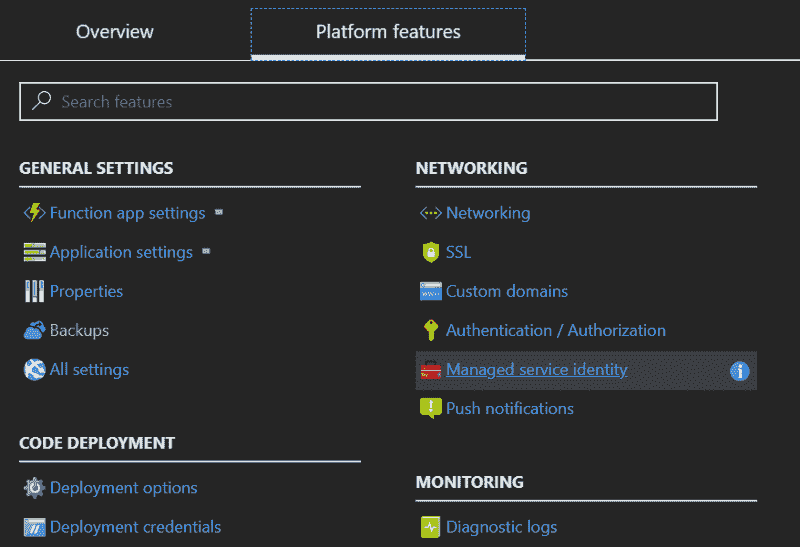 Overview
Platform features
Search features
GENERAL SETTINGS
Function app settings
Application settings
Properties
Backups
All settings
CODE DEPLOYMENT
Deployment options
Deployment credentials
NETWORKING
Networking
SSL
Custom domains
Authentication / Authorization
Managed service identity
Push notifications
MONITORING
Diagnostic logs